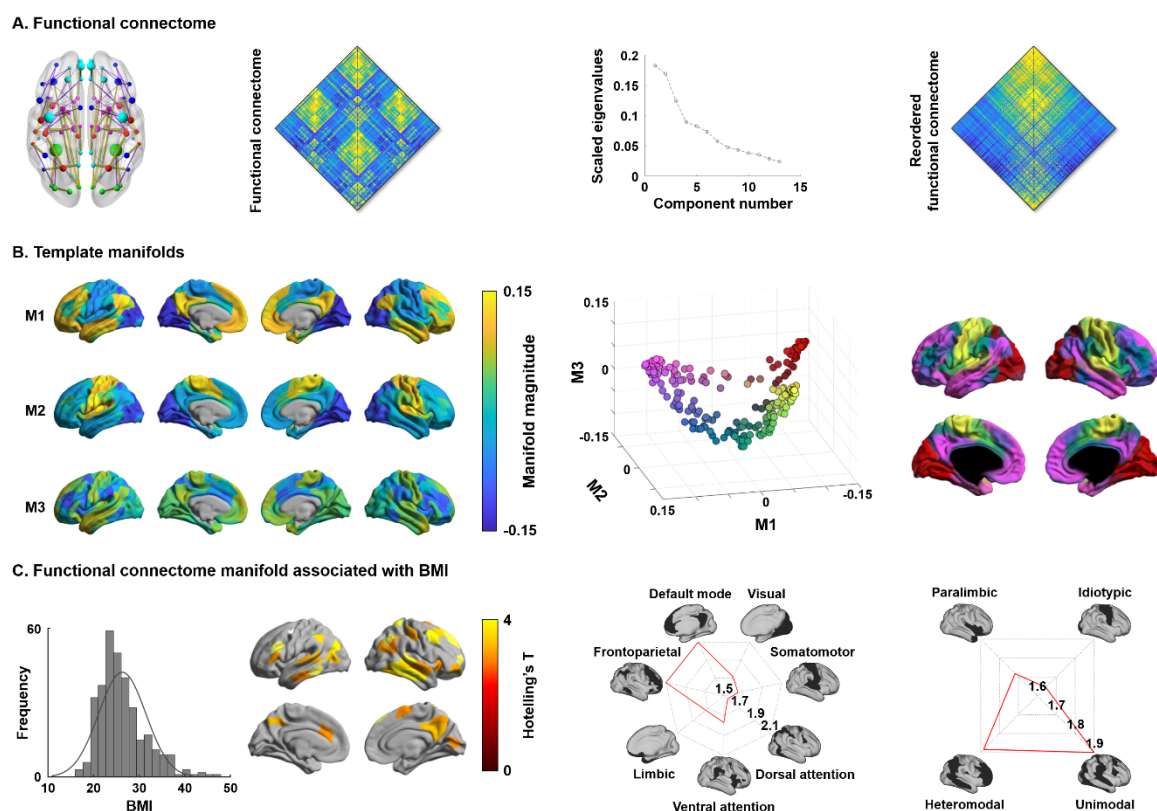 A. Functional connectome
Functional connectome
Scaled eigenvalues
0.2
0.15
0.1
0.05
0
0
5
10
15
Component number
Reordered
functional connectome
B. Template manifolds
M1
M2
M3
0.15
Manifold magnitude
-0.15
0.15
M3
0
-0.15
0
M2
0.15
M1
0
-0.15
C. Functional connectome manifold associated with BMI
60
Frequency
0
10
20
30
40
50
BMI
4
Hotelling's T
0
Default mode
Visual
Frontoparietal
Somatomotor
1.5
1.7
1.9
2.1
Limbic
Dorsal attention
Ventral attention
Paralimbic
Idiotypic
1.6
1.7
1.8
1.9
Heteromodal
Unimodal